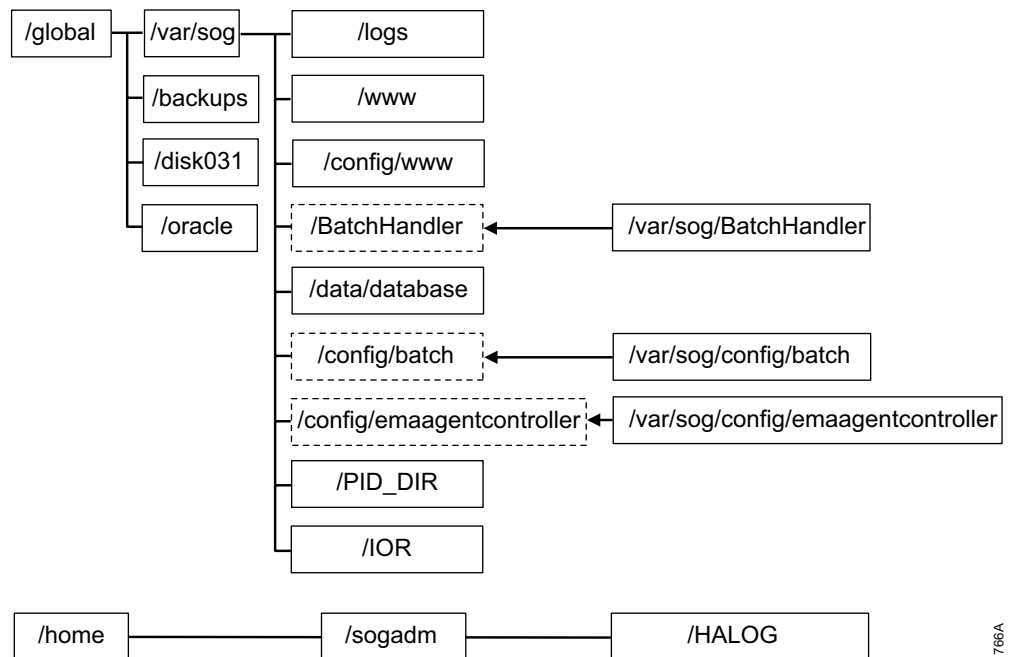 /global
/var/sog
/logs
/backups
/www
/disk031
/config/www
/oracle
/BatchHandler
/var/sog/BatchHandler
/data/database
/config/batch
/var/sog/config/batch
/config/emaagentcontroller
/var/sog/config/emaagentcontroller
/PID_DIR
/IOR
/home
/sogadm
/HALOG
766A